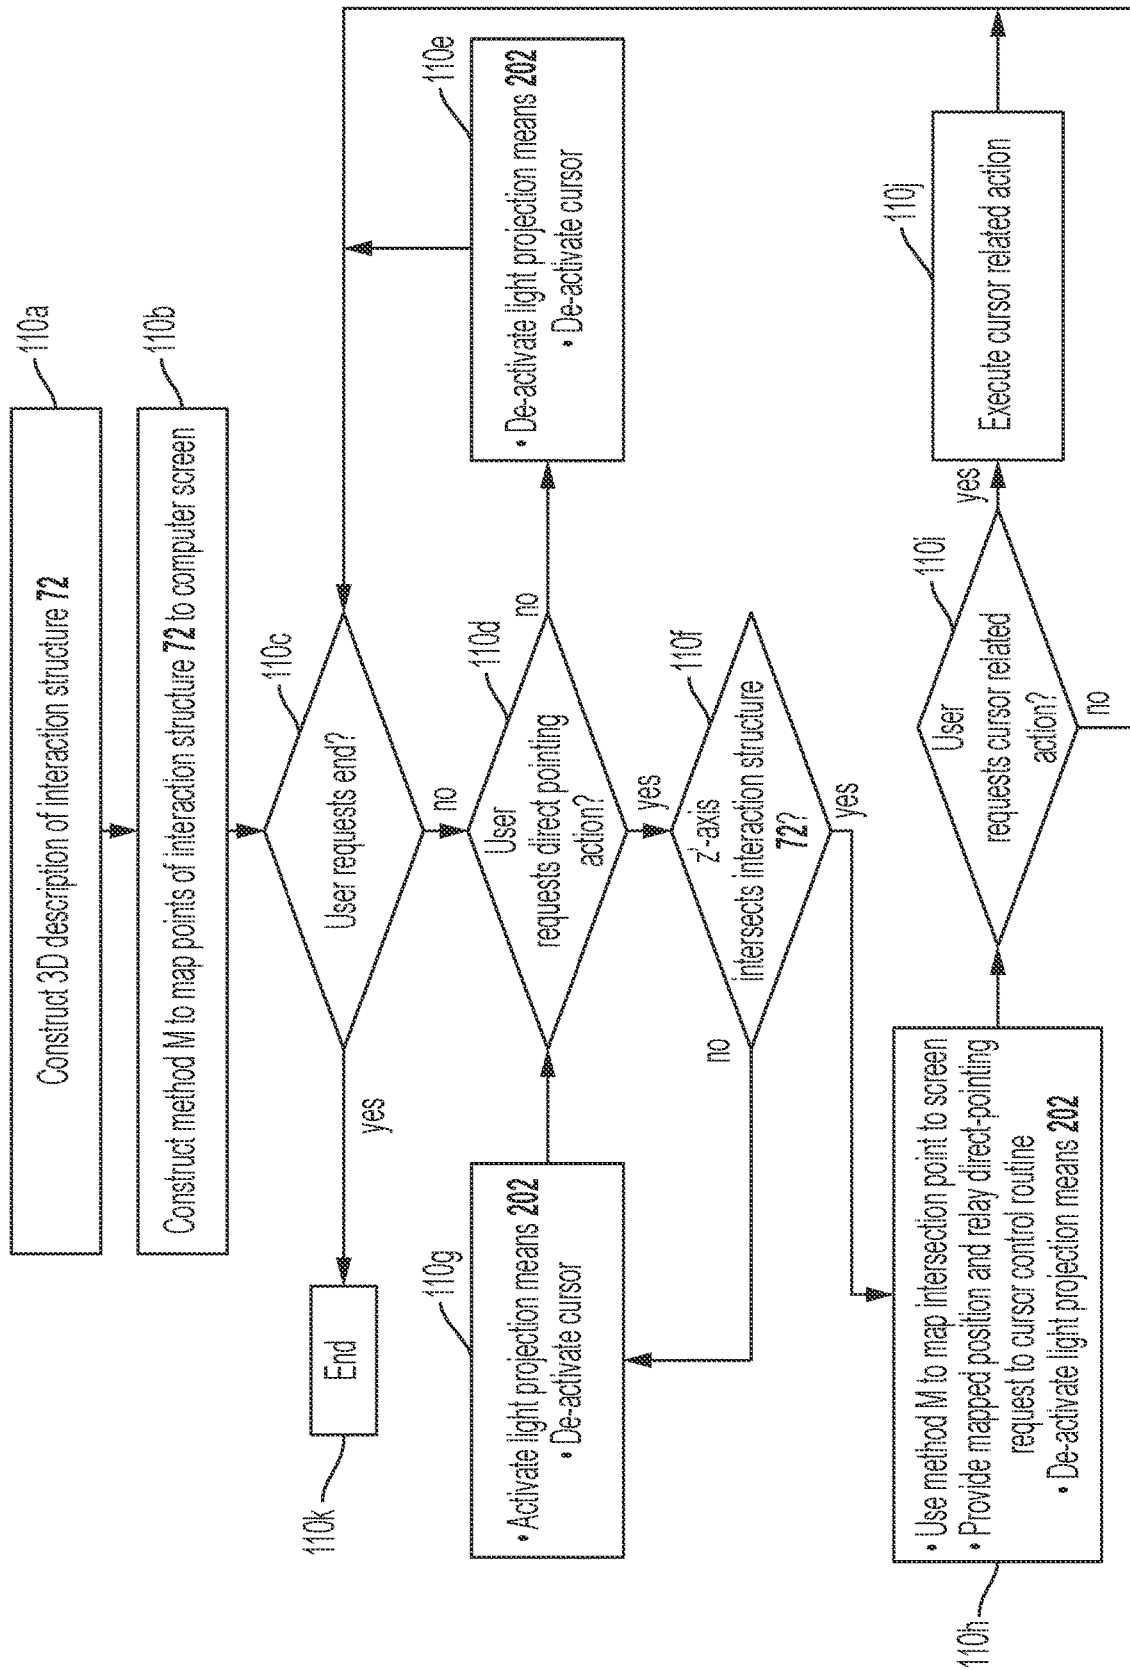 110a
Construct 3D description of interaction structure 72
110b
Construct method M to map points of interaction structure 72 to computer screen
110c
User requests end?
yes
no
End
110k
110d
User
requests direct pointing
action?
no
yes
110e
• De-activate light projection means 202
• De-activate cursor
110f
z'-axis
intersects interaction structure
72?
no
yes
110g
• Activate light projection means 202
• De-activate cursor
110h
• Use method M to map intersection point to screen
• Provide mapped position and relay direct-pointing
request to cursor control routine
• De-activate light projection means 202
110i
User
requests cursor related
action?
yes
no
110j
Execute cursor related action